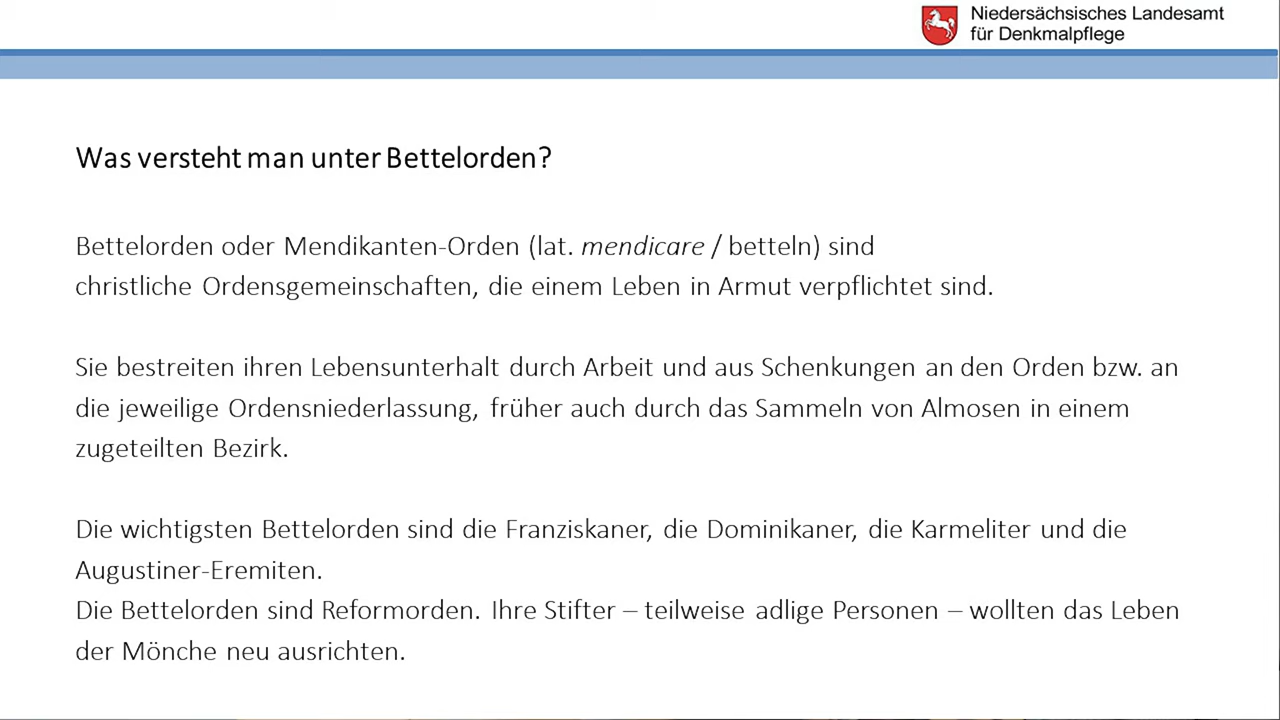 Niedersächsisches Landesamt
für Denkmalpflege
Was versteht man unter Bettelorden?
Bettelorden oder Mendikanten-Orden (lat. mendicare / betteln) sind
christliche Ordensgemeinschaften, die einem Leben in Armut verpflichtet sind.
Sie bestreiten ihren Lebensunterhalt durch Arbeit und aus Schenkungen an den Orden bzw. an
die jeweilige Ordensniederlassung, früher auch durch das Sammeln von Almosen in einem
zugeteilten Bezirk.
Die wichtigsten Bettelorden sind die Franziskaner, die Dominikaner, die Karmeliter und die
Augustiner-Eremiten.
Die Bettelorden sind Reformorden. Ihre Stifter – teilweise adlige Personen – wollten das Leben
der Mönche neu ausrichten.